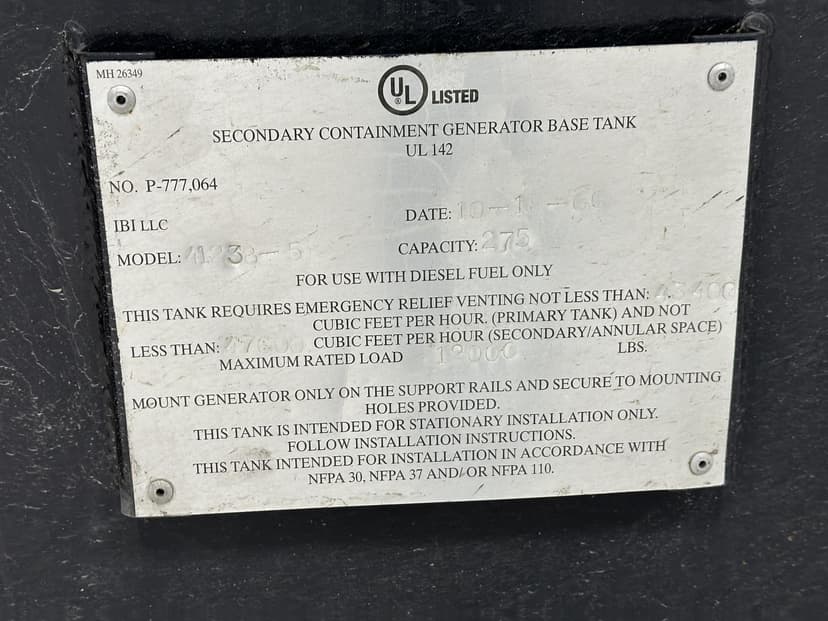 MH 26349
UL ® LISTED
SECONDARY CONTAINMENT GENERATOR BASE TANK
UL 142
NO. P-777,064
IBI LLC DATE:
MODEL: CAPACITY: 275
FOR USE WITH DIESEL FUEL ONLY
THIS TANK REQUIRES EMERGENCY RELIEF VENTING NOT LESS THAN:
CUBIC FEET PER HOUR. (PRIMARY TANK) AND NOT
LESS THAN: CUBIC FEET PER HOUR (SECONDARY/ANNULAR SPACE)
MAXIMUM RATED LOAD LBS.
MOUNT GENERATOR ONLY ON THE SUPPORT RAILS AND SECURE TO MOUNTING
HOLES PROVIDED.
THIS TANK IS INTENDED FOR STATIONARY INSTALLATION ONLY.
FOLLOW INSTALLATION INSTRUCTIONS.
THIS TANK INTENDED FOR INSTALLATION IN ACCORDANCE WITH
NFPA 30, NFPA 37 AND/OR NFPA 110.